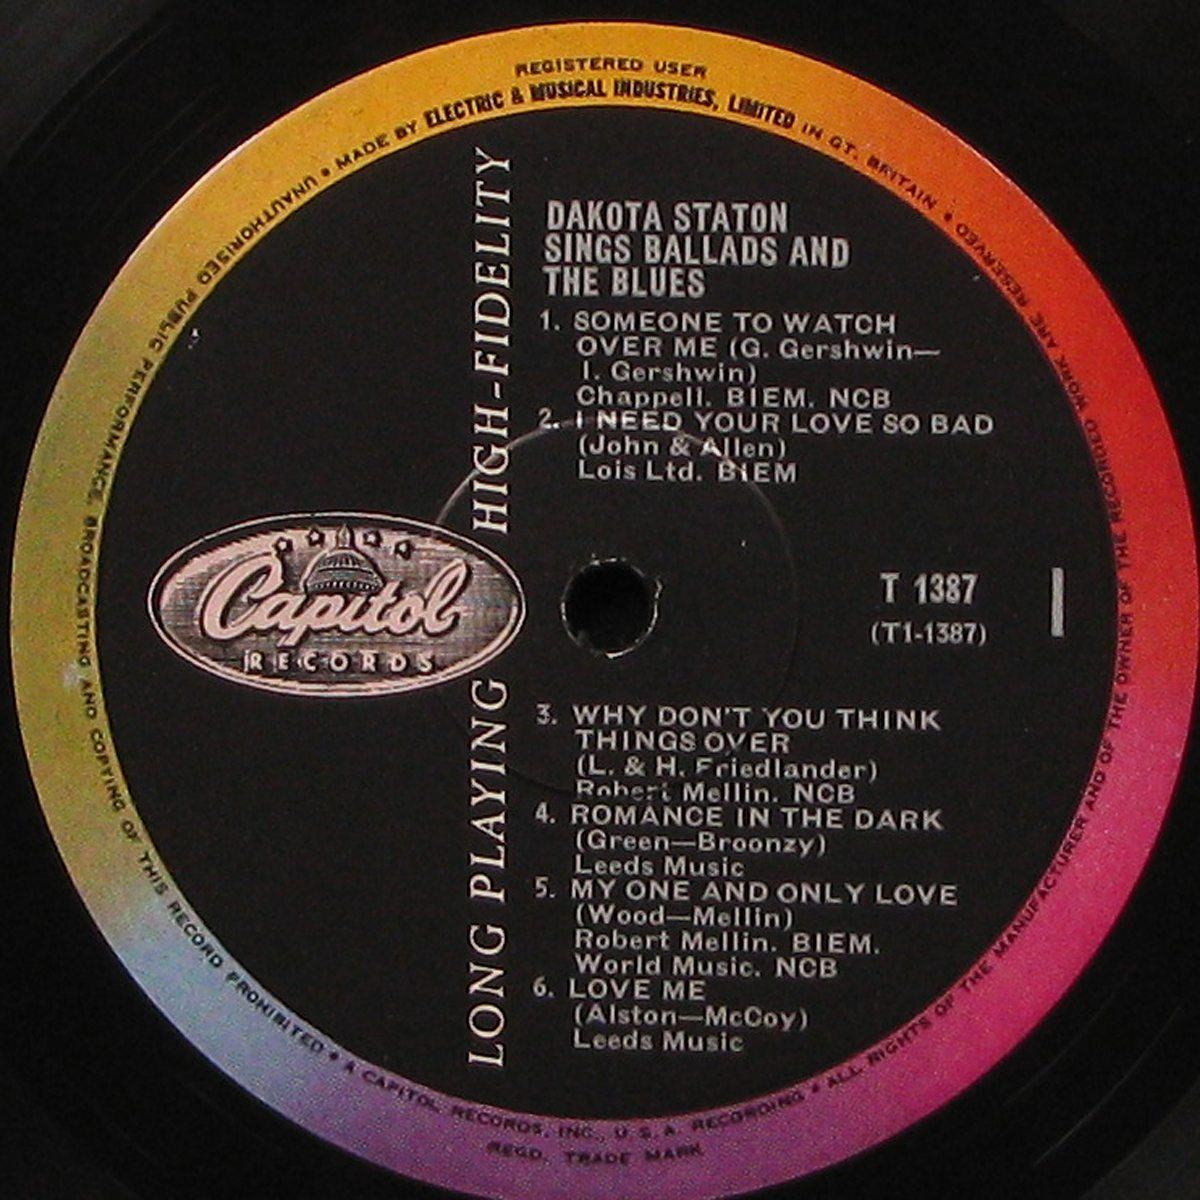 REGISTERED USER
UNAUTHORISED PUBLIC PERFORMANCE, BROADCASTING AND COPYING OF THIS RECORD PROHIBITED • MADE BY ELECTRIC & MUSICAL INDUSTRIES, LIMITED IN GT. BRITAIN • ALL RIGHTS OF THE MANUFACTURER AND OF THE OWNER OF THE RECORDED WORK ARE RESERVED
LONG PLAYING HIGH-FIDELITY
DAKOTA STATON
SINGS BALLADS AND
THE BLUES
1. SOMEONE TO WATCH
OVER ME (G. Gershwin—
I. Gershwin)
Chappell. BIEM. NCB
2. I NEED YOUR LOVE SO BAD
(John & Allen)
Lois Ltd. BIEM
Capitol
RECORDS
T 1387
(T1-1387)
1
3. WHY DON'T YOU THINK
THINGS OVER
(L. & H. Friedlander)
Robert Mellin. NCB
4. ROMANCE IN THE DARK
(Green—Broonzy)
Leeds Music
5. MY ONE AND ONLY LOVE
(Wood—Mellin)
Robert Mellin. BIEM.
World Music. NCB
6. LOVE ME
(Alston—McCoy)
Leeds Music
• A CAPITOL RECORDS, INC., U.S.A. RECORDING •
REGD. TRADE MARK